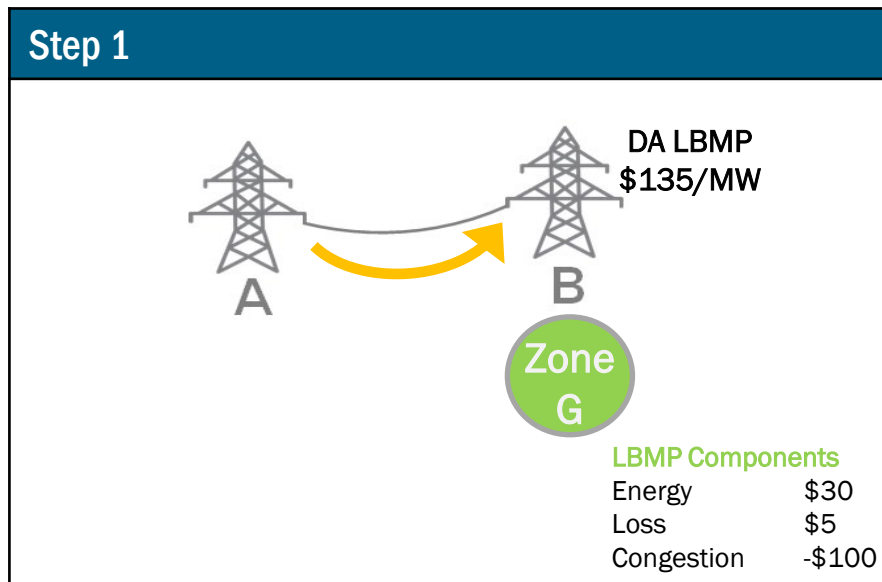 Step 1
DA LBMP
$135/MW
A
B
Zone
G
LBMP Components
Energy $30
Loss $5
Congestion -$100